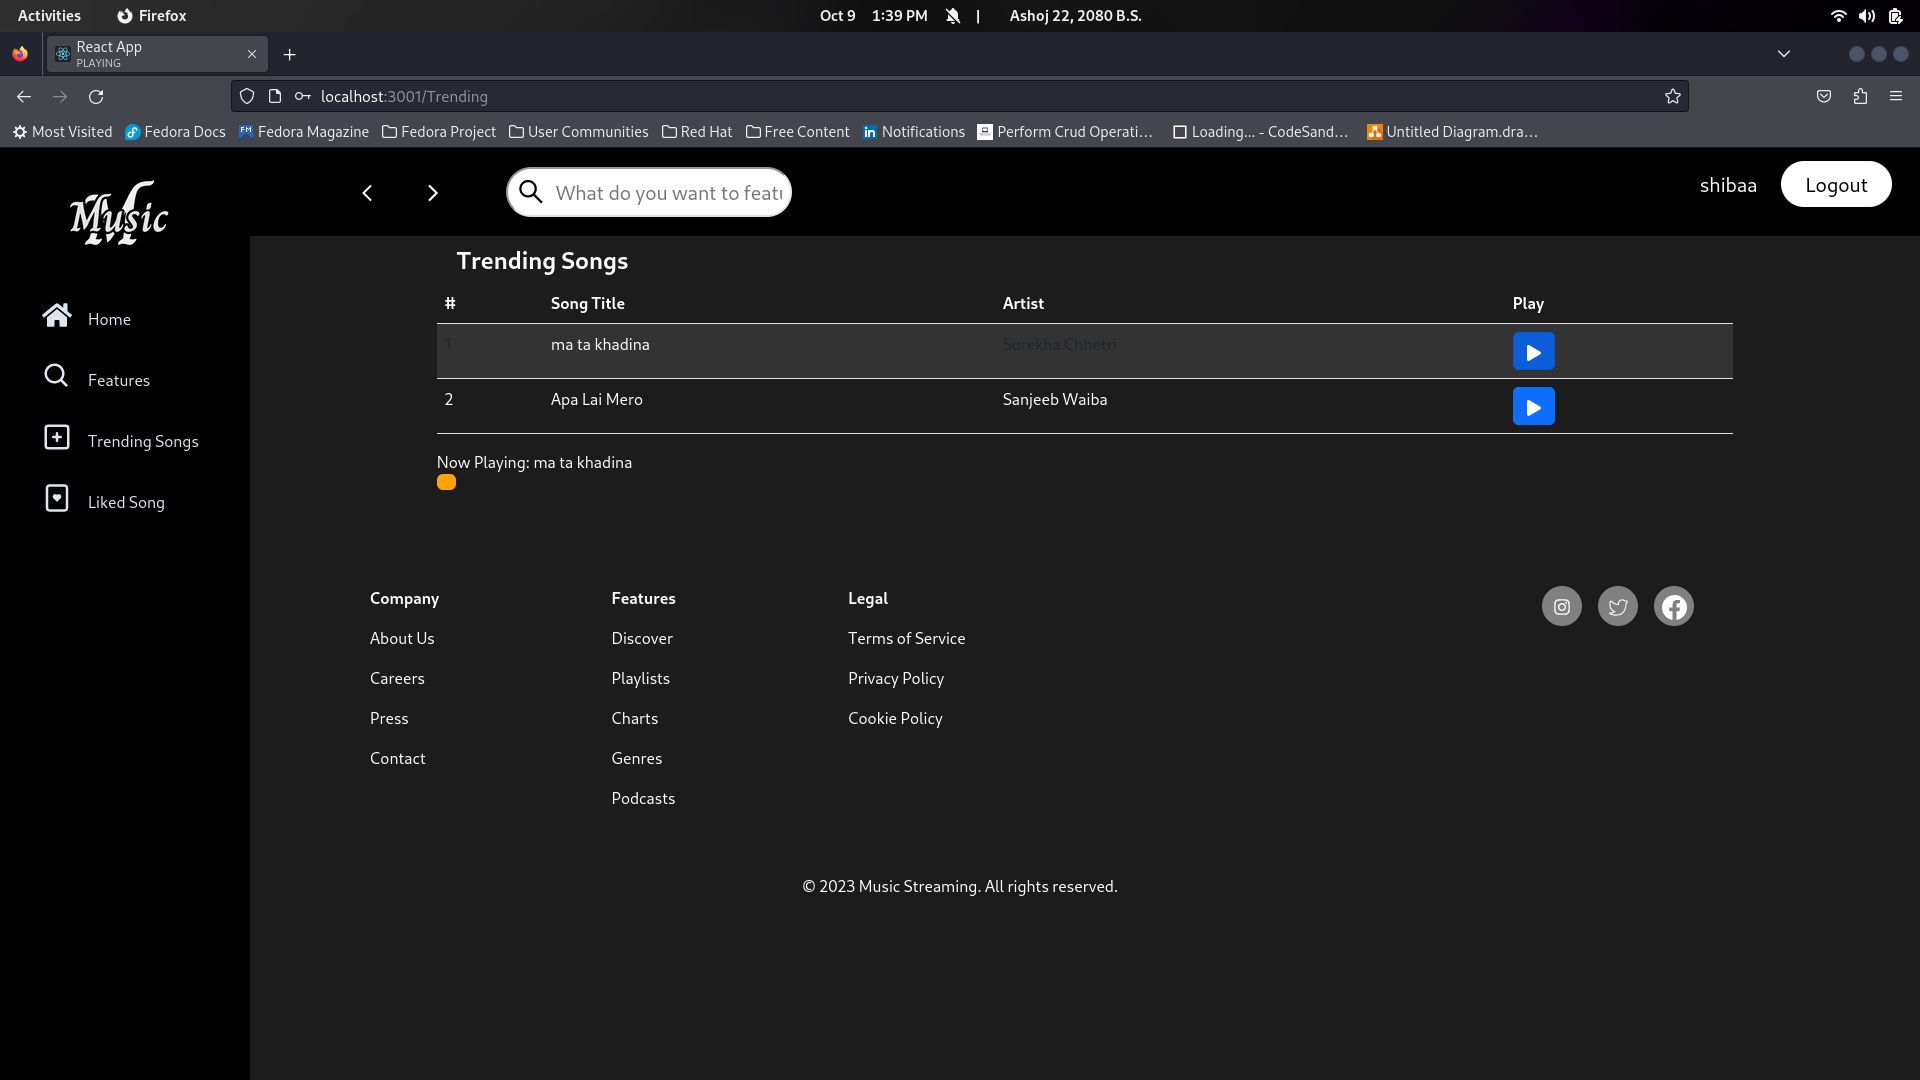 Activities Firefox Oct 9 1:39 PM | Ashoj 22, 2080 B.S.
React App
PLAYING
localhost:3001/Trending
Most Visited Fedora Docs Fedora Magazine Fedora Project User Communities Red Hat Free Content Notifications Perform Crud Operati… Loading... - CodeSand… Untitled Diagram.dra…
Music
What do you want to featu
shibaa
Logout
Home
Features
Trending Songs
Liked Song
Trending Songs
# Song Title Artist Play
1 ma ta khadina Surekha Chhetri
2 Apa Lai Mero Sanjeeb Waiba
Now Playing: ma ta khadina
Company
About Us
Careers
Press
Contact
Features
Discover
Playlists
Charts
Genres
Podcasts
Legal
Terms of Service
Privacy Policy
Cookie Policy
© 2023 Music Streaming. All rights reserved.